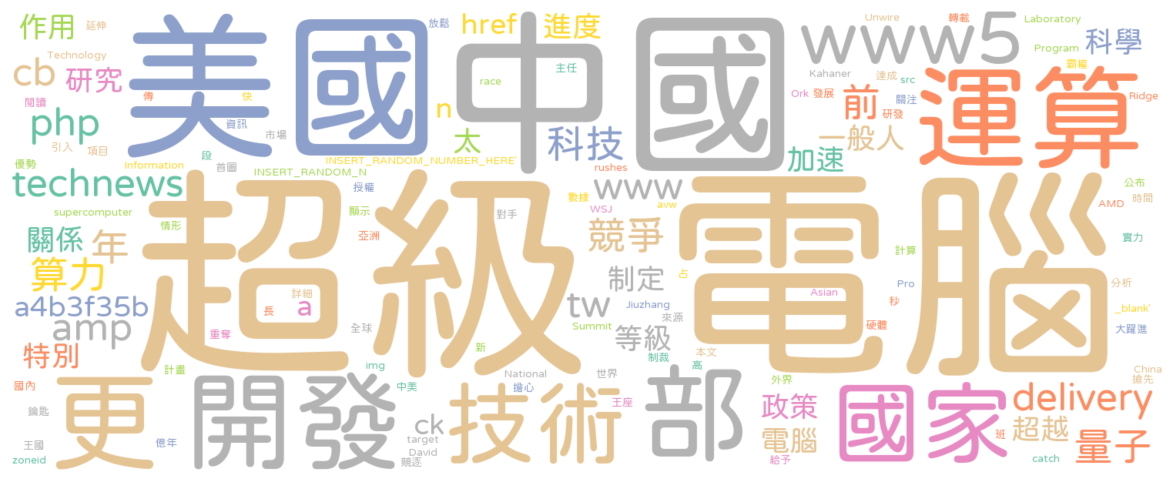 作用
延伸
美國
放鬆
href
進度
中國
www5
Unwire
轉載
Laboratory
Technology
Program
科學
cb
研究
race
主任
Kahaner
達成
src
霸權
閱讀
傳
快
Ork
發展
前
關注
運算
Ridge
php
資訊
n
太
科技
研發
引入
項目
市場
一般人
優勢
段
首圖
Information
INSERT_RANDOM_NUMBER_HERE'
rushes
加速
technews
INSERT_RANDOM_N
授權
www
數據
avw
公布
時間
supercomputer
情形
顯示
對手
WSJ
AMD
超級
電腦
關係
年
亞洲
競爭
計算
實力
算力
占
制定
Pro
分析
a4b3f35b
詳細
a
長
tw
Jiuzhang
Asian
秒
_blank'
amp
重奪
全球
Summit
來源
硬體
大躍進
特別
新
等級
制裁
本文
計畫
img
高
國內
National
世界
外界
China
中美
擔心
搶先
更
開發
技術
部
國家
delivery
鑰匙
王座
政策
王國
億年
ck
target
David
電腦
班
超越
量子
zoneid
競逐
給予
catch